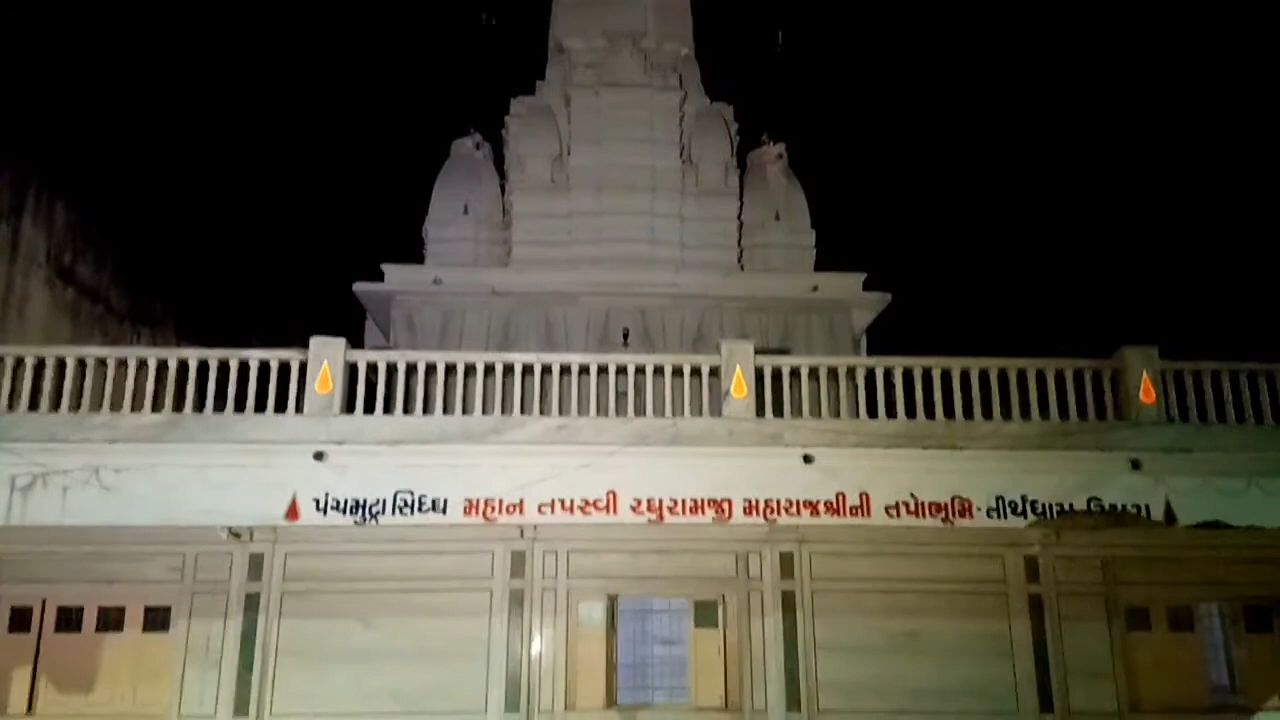 પંચમુદ્રા સિધ્ધ મહાન તપસ્વી રઘુરામજી મહારાજશ્રીની તપોભૂમિ-તીર્થધામ